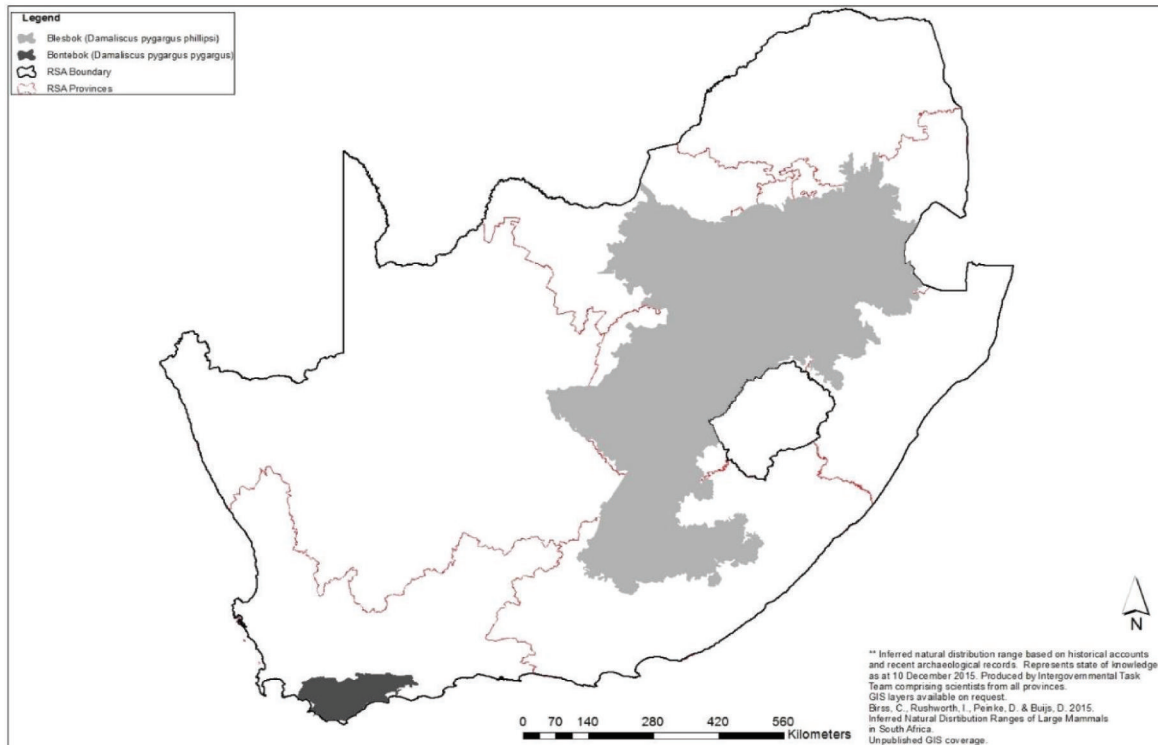 Legend
Blesbok (Damaliscus pygargus phillipsi)
Bontebok (Damaliscus pygargus pygargus)
RSA Boundary
RSA Provinces
N
** Inferred natural distribution range based on historical accounts
and recent archaeological records. Represents state of knowledge
as at 10 December 2015. Produced by Intergovernmental Task
Team comprising scientists from all provinces.
GIS layers available on request.
Birss, C., Rushworth, I., Peinke, D. & Buijs, D. 2015.
Inferred Natural Disrtibution Ranges of Large Mammals
in South Africa.
Unpublished GIS coverage.
0 70 140 280 420 560
Kilometers